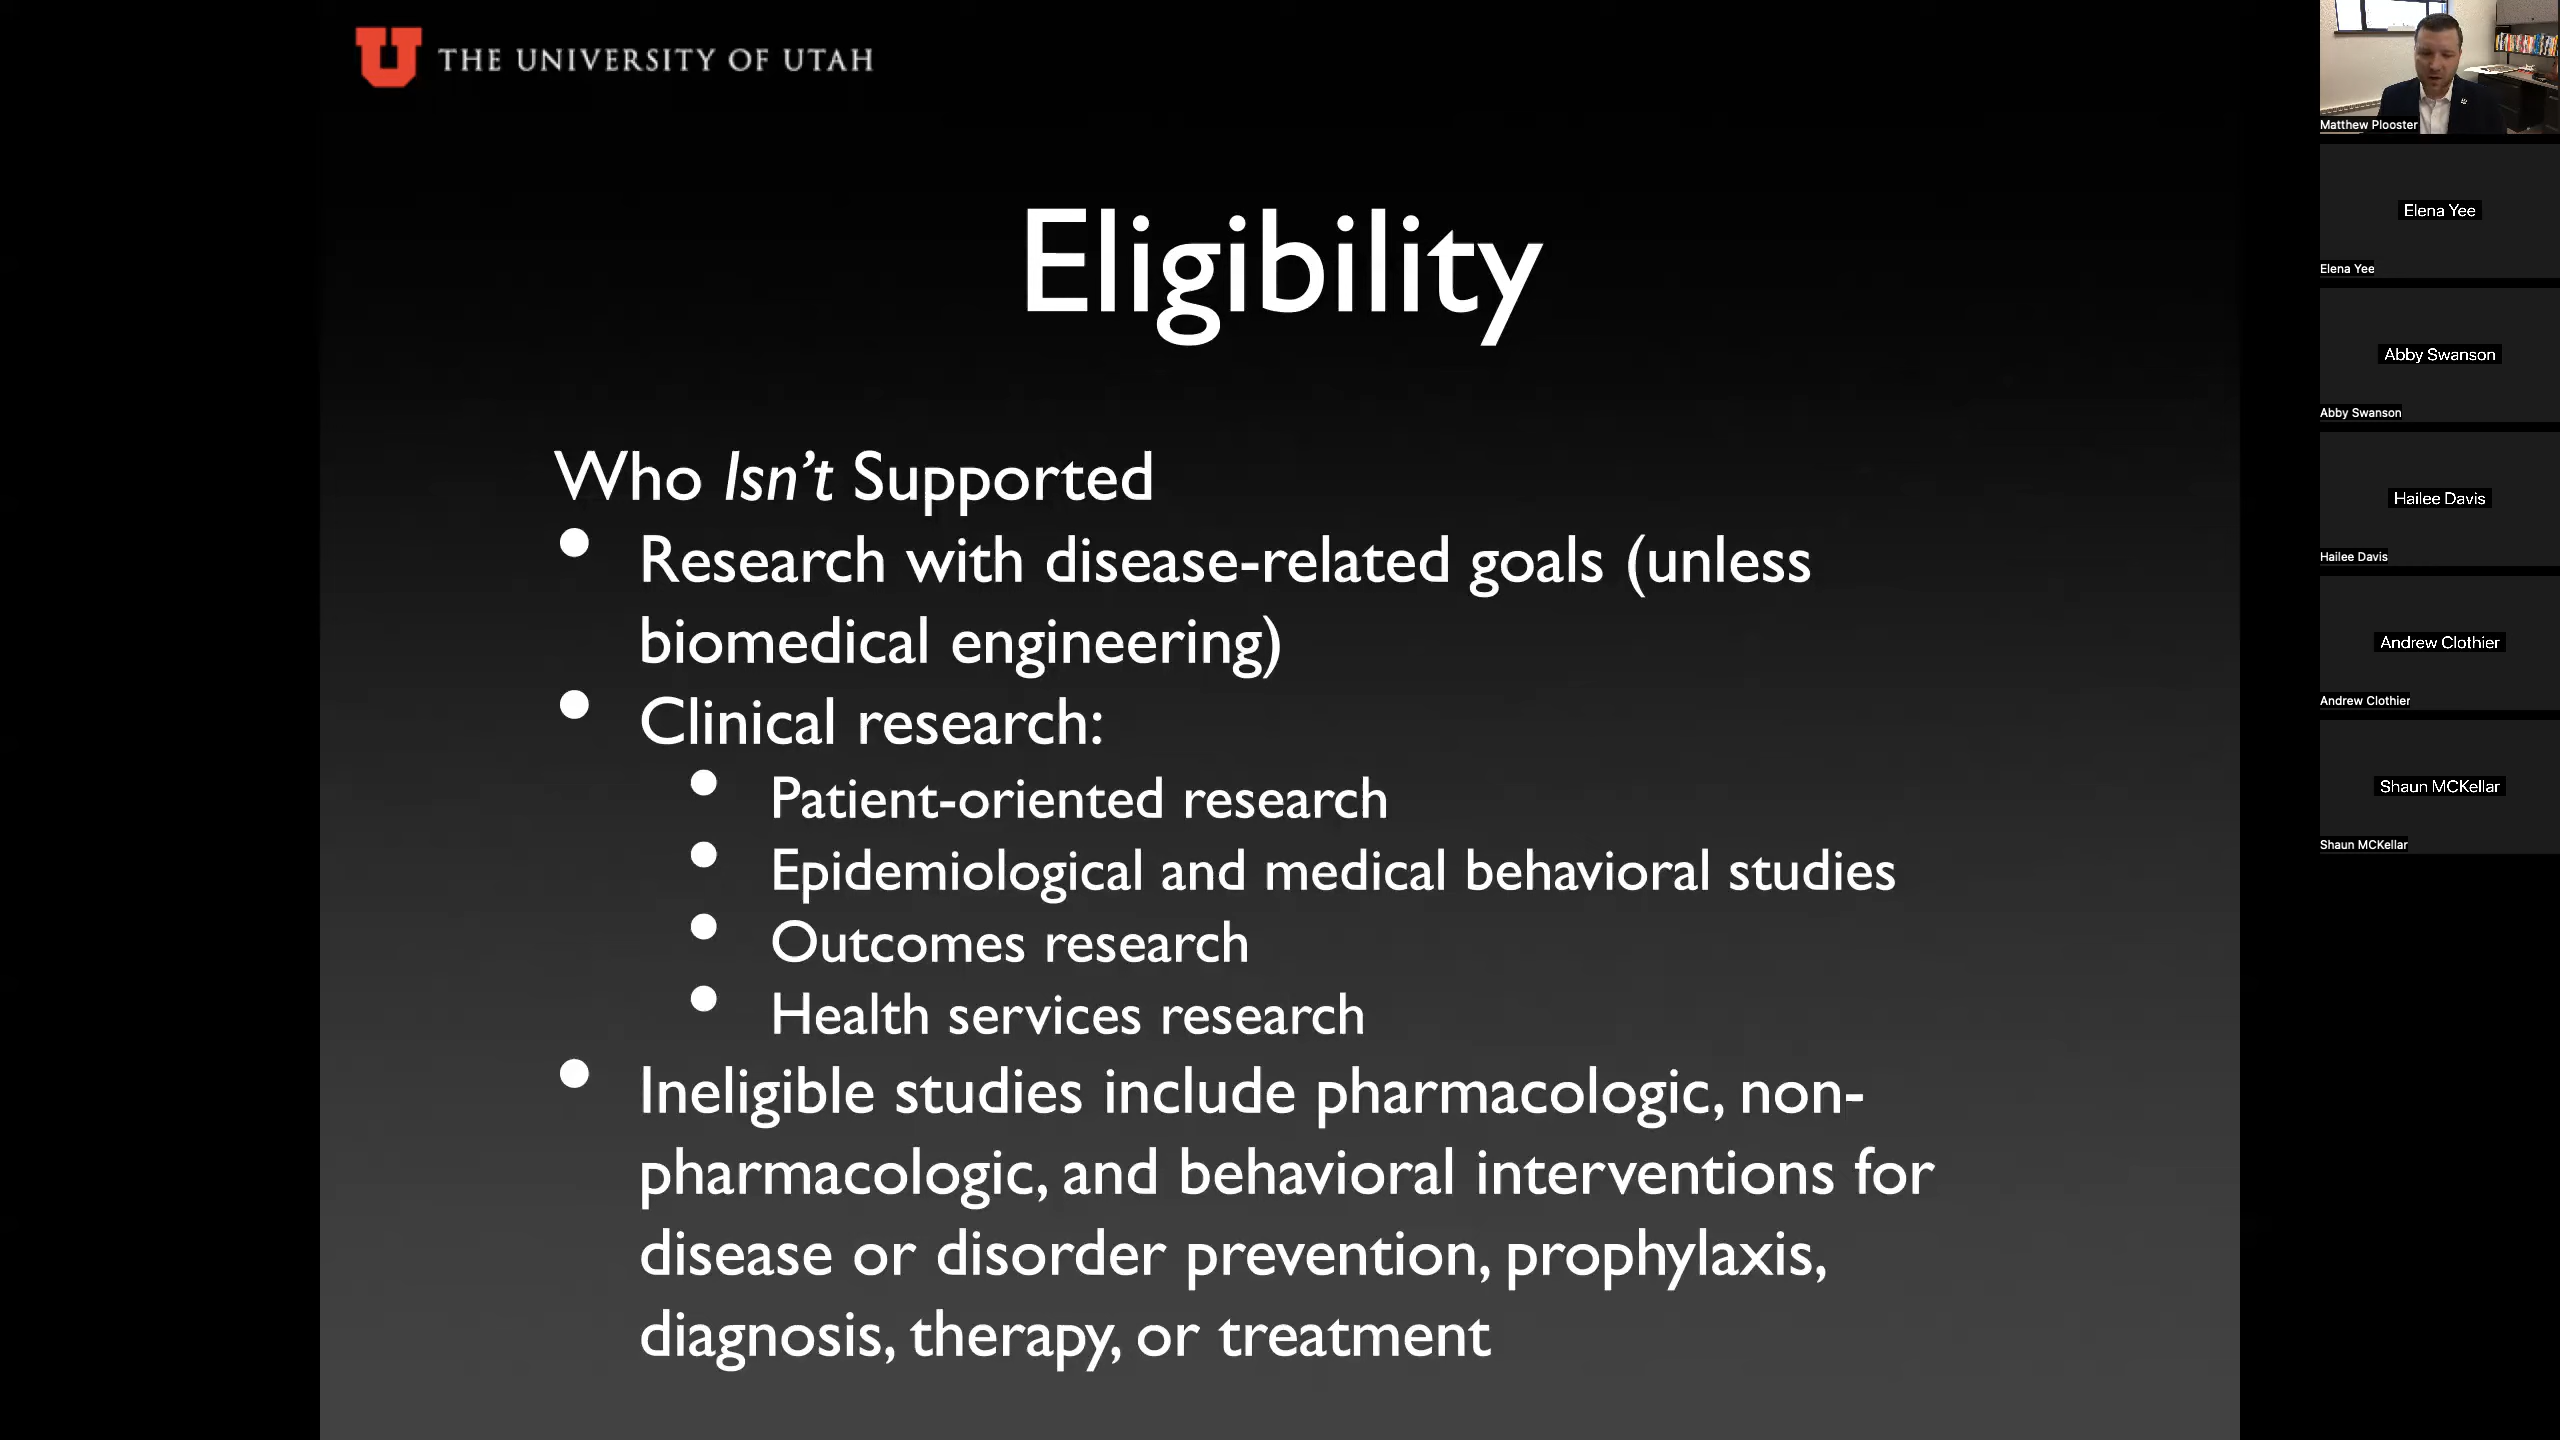 THE UNIVERSITY OF UTAH
Eligibility
Who Isn't Supported
Research with disease-related goals (unless
biomedical engineering)
Clinical research:
Patient-oriented research
Epidemiological and medical behavioral studies
Outcomes research
Health services research
Ineligible studies include pharmacologic, non-
pharmacologic, and behavioral interventions for
disease or disorder prevention, prophylaxis,
diagnosis, therapy, or treatment
Matthew Plooster
Elena Yee
Elena Yee
Abby Swanson
Abby Swanson
Hailee Davis
Hailee Davis
Andrew Clothier
Andrew Clothier
Shaun MCKellar
Shaun MCKellar